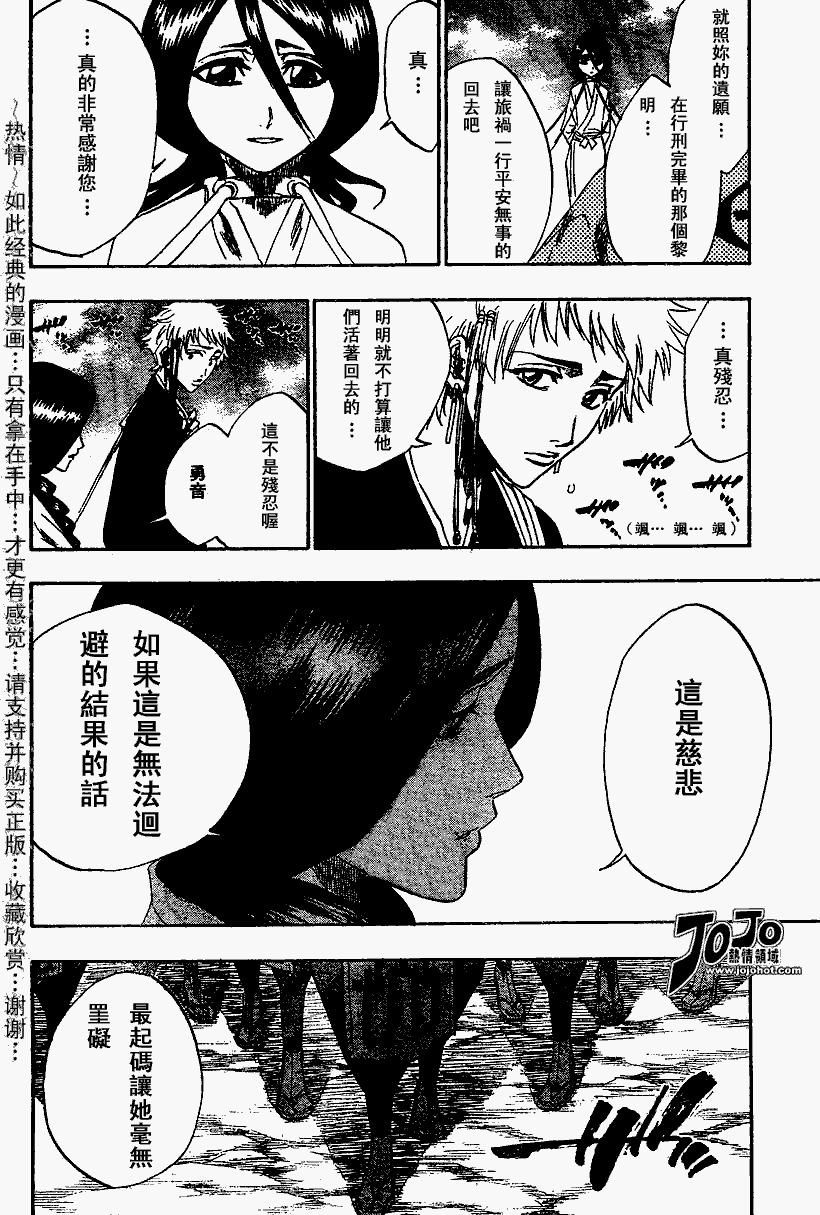 就照妳的遺願…
在行刑完畢的那個黎
明…
讓旅禍一行平安無事的
回去吧
真…
…真的非常感謝您…
…真殘忍…
明明就不打算讓他
們活著回去的…
（颯… 颯… 颯）
這不是殘忍喔
勇音
這是慈悲
如果這是無法迴
避的結果的話
最起碼讓她毫無
罣礙
JOJO
熱情領域
www.jojohot.com
～热情～如此经典的漫画…只有拿在手中…才更有感觉…请支持并购买正版…收藏欣赏…谢谢…